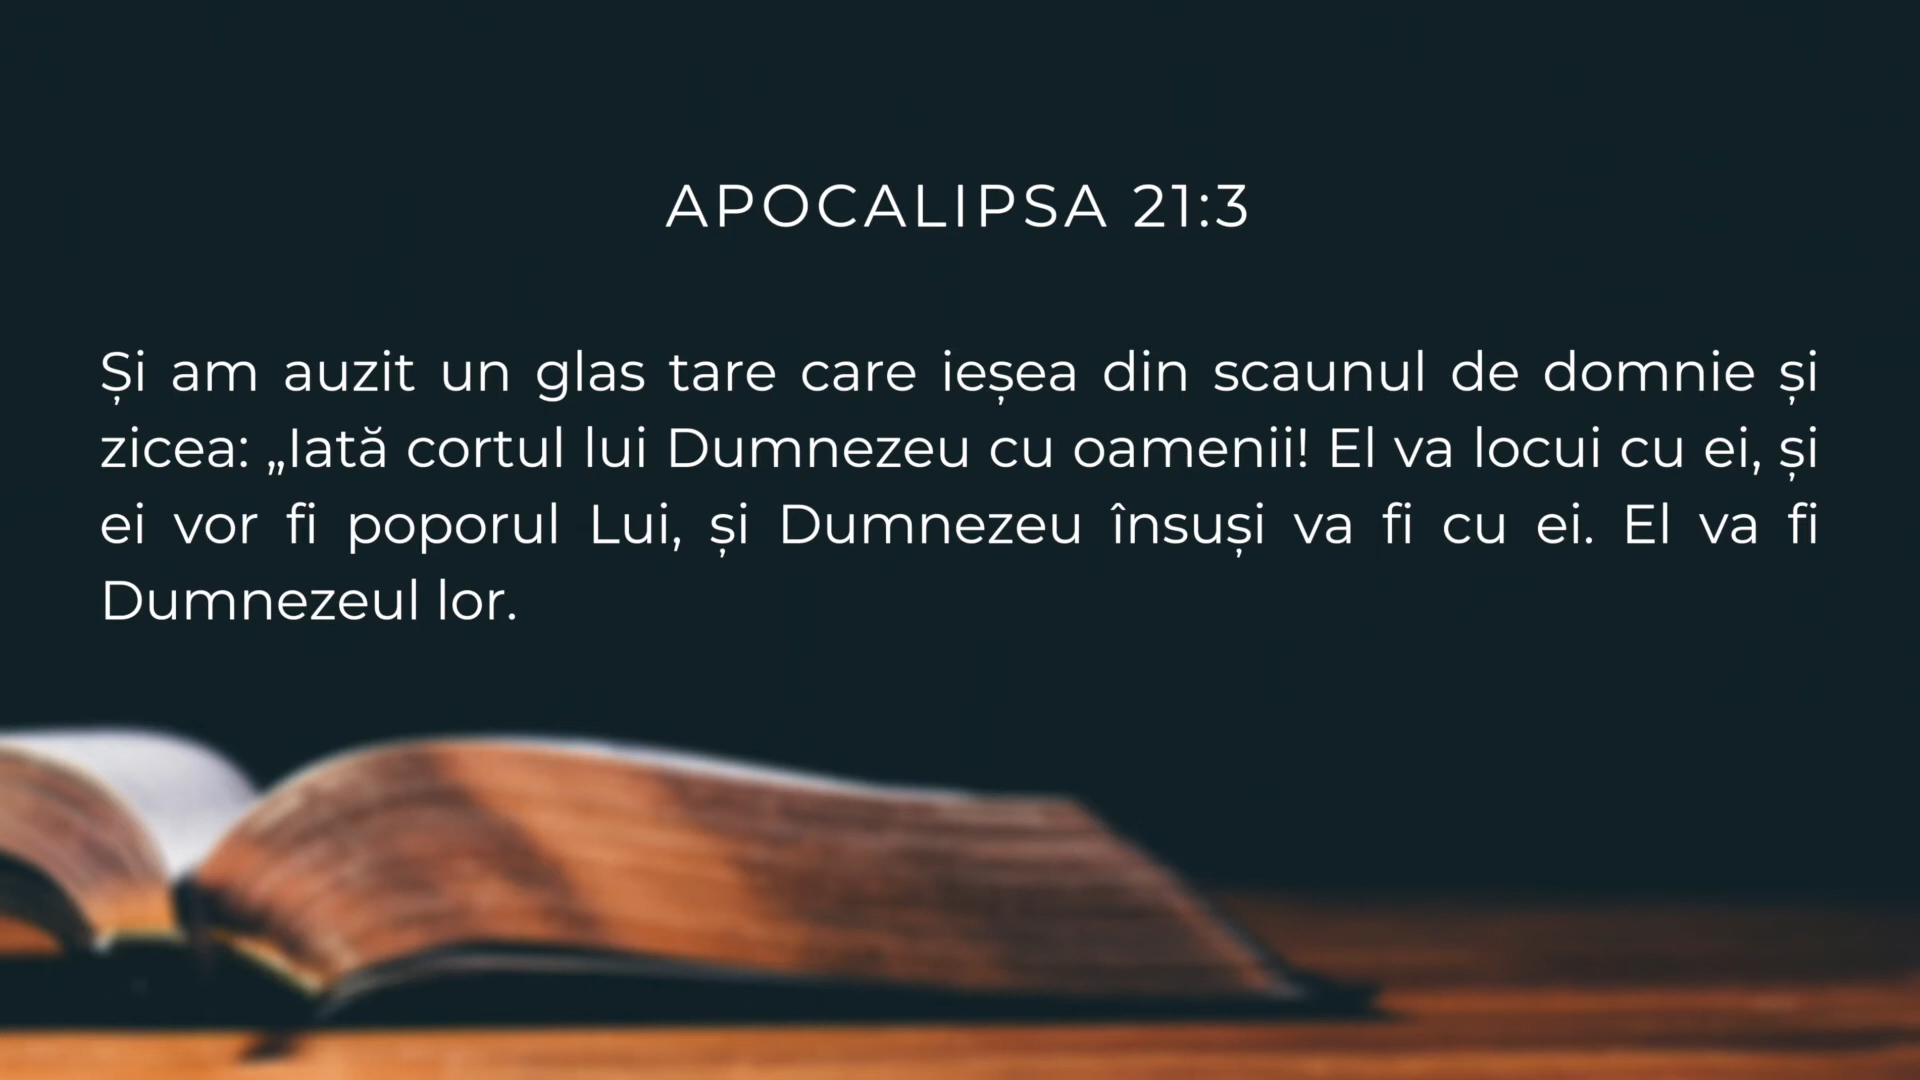 APOCALIPSA 21:3
Și am auzit un glas tare care ieșea din scaunul de domnie și
zicea: „Iată cortul lui Dumnezeu cu oamenii! El va locui cu ei, și
ei vor fi poporul Lui, și Dumnezeu însuși va fi cu ei. El va fi
Dumnezeul lor.